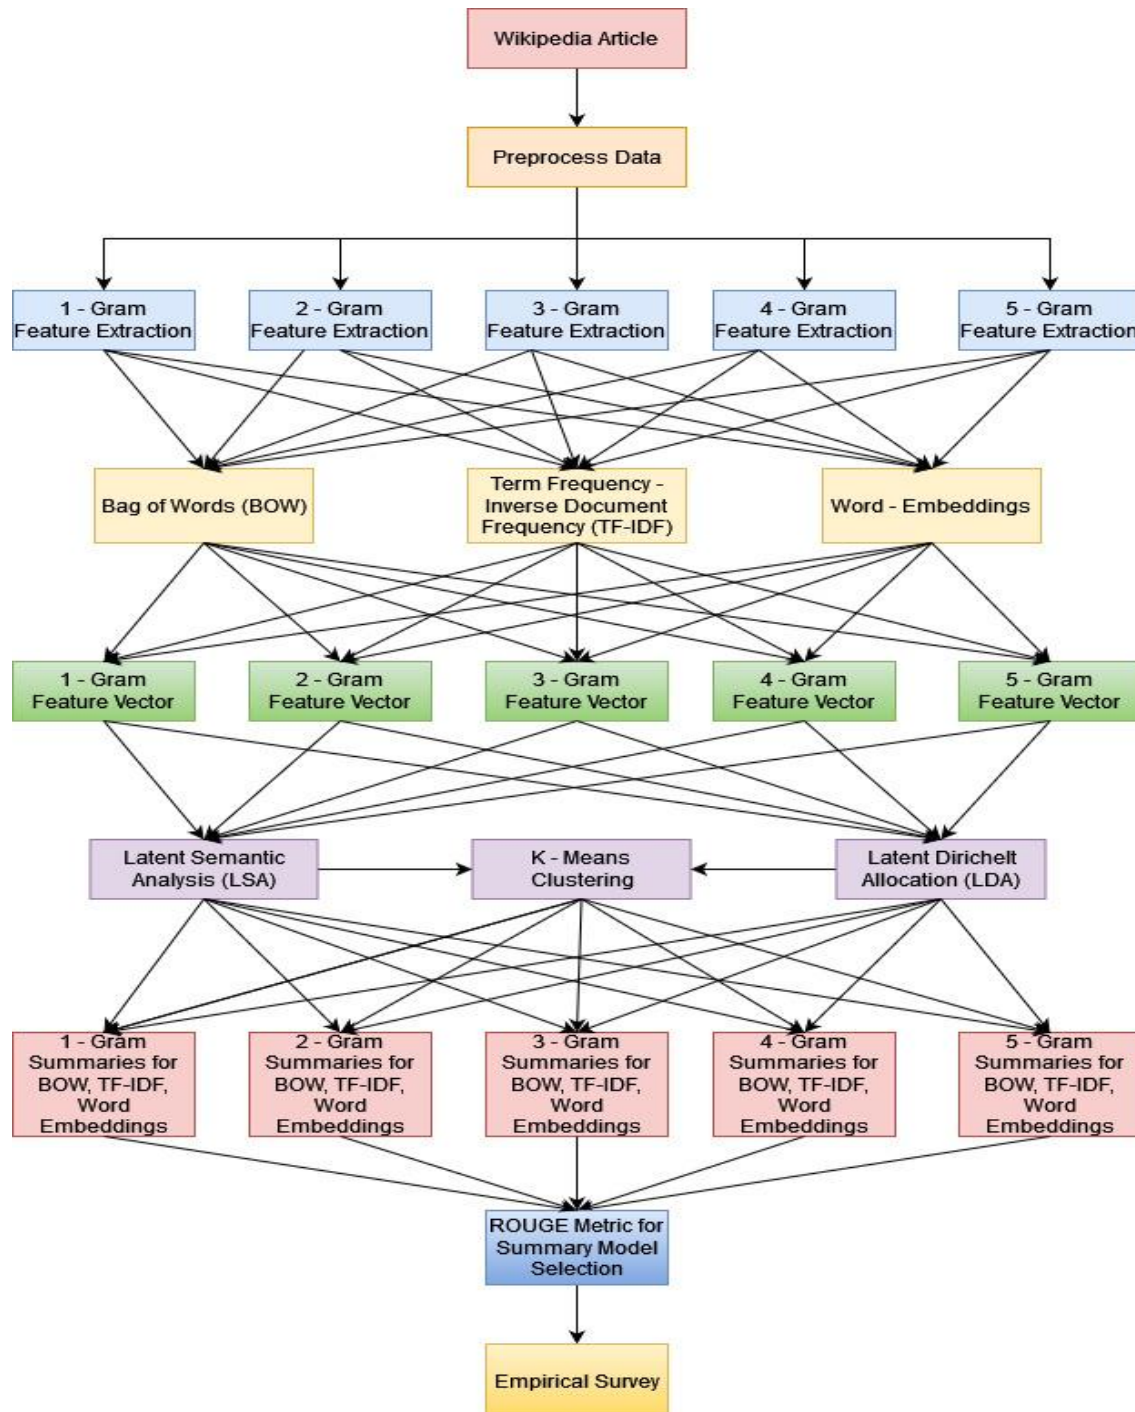 Wikipedia Article
Preprocess Data
1 - Gram
Feature Extraction
2 - Gram
Feature Extraction
3 - Gram
Feature Extraction
4 - Gram
Feature Extraction
5 - Gram
Feature Extraction
Bag of Words (BOW)
Term Frequency -
Inverse Document
Frequency (TF-IDF)
Word - Embeddings
1 - Gram
Feature Vector
2 - Gram
Feature Vector
3 - Gram
Feature Vector
4 - Gram
Feature Vector
5 - Gram
Feature Vector
Latent Semantic
Analysis (LSA)
K - Means
Clustering
Latent Dirichelt
Allocation (LDA)
1 - Gram
Summaries for
BOW, TF-IDF,
Word
Embeddings
2 - Gram
Summaries for
BOW, TF-IDF,
Word
Embeddings
3 - Gram
Summaries for
BOW, TF-IDF,
Word
Embeddings
4 - Gram
Summaries for
BOW, TF-IDF,
Word
Embeddings
5 - Gram
Summaries for
BOW, TF-IDF,
Word
Embeddings
ROUGE Metric for
Summary Model
Selection
Empirical Survey